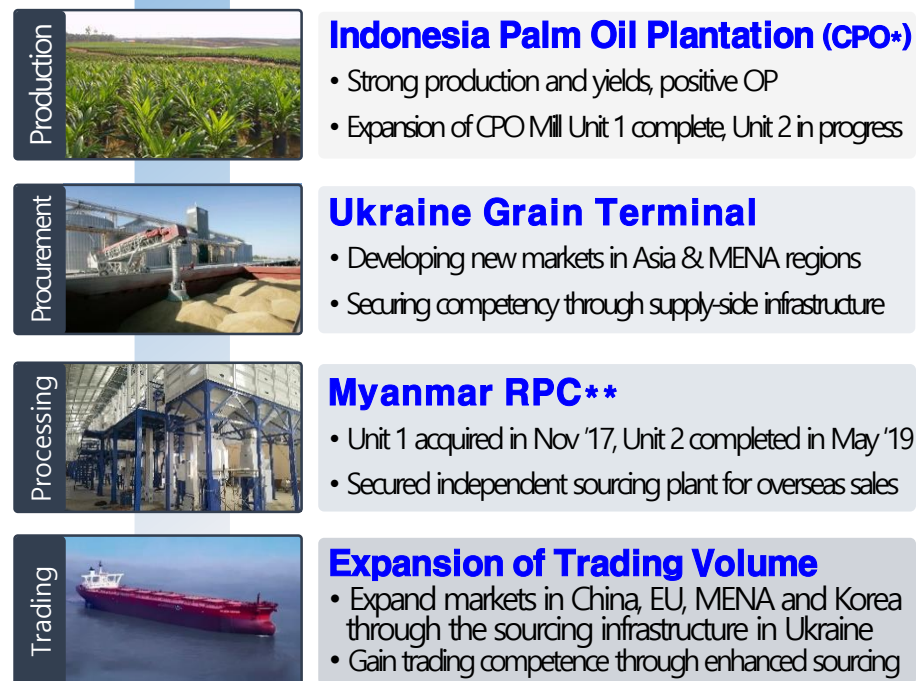 Production
Indonesia Palm Oil Plantation (CPO*)
• Strong production and yields, positive OP
• Expansion of CPO Mill Unit 1 complete, Unit 2 in progress
Procurement
Ukraine Grain Terminal
• Developing new markets in Asia & MENA regions
• Securing competency through supply-side infrastructure
Processing
Myanmar RPC**
• Unit 1 acquired in Nov '17, Unit 2 completed in May '19
• Secured independent sourcing plant for overseas sales
Trading
Expansion of Trading Volume
• Expand markets in China, EU, MENA and Korea
through the sourcing infrastructure in Ukraine
• Gain trading competence through enhanced sourcing